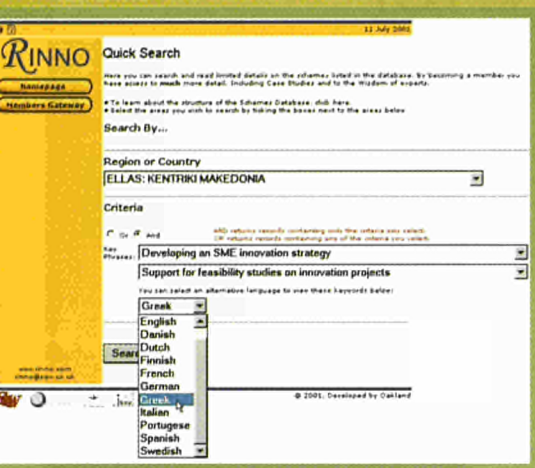 11 July 2001
RINNO
Homepage
Members Gateway
Quick Search
Here you can search and read limited details on the schemes listed in the database. By becoming a member you
have access to much more detail, including Case Studies and to the Wisdom of experts.
To learn about the structure of the Schemes Database, click here.
Select the areas you wish to search by ticking the boxes next to the areas below
Search By...
Region or Country
ELLAS: KENTRIKI MAKEDONIA
Criteria
Or And
AND returns records containing only the criteria you select.
OR returns records containing any of the criteria you select.
Key
Phrases:
Developing an SME innovation strategy
Support for feasibility studies on innovation projects
You can select an alternative language to view these keywords below:
Greek
English
Danish
Dutch
Finnish
French
German
Greek
Italian
Portugese
Spanish
Swedish
Sear
www.rinno.com
© 2001, Developed by Oakland